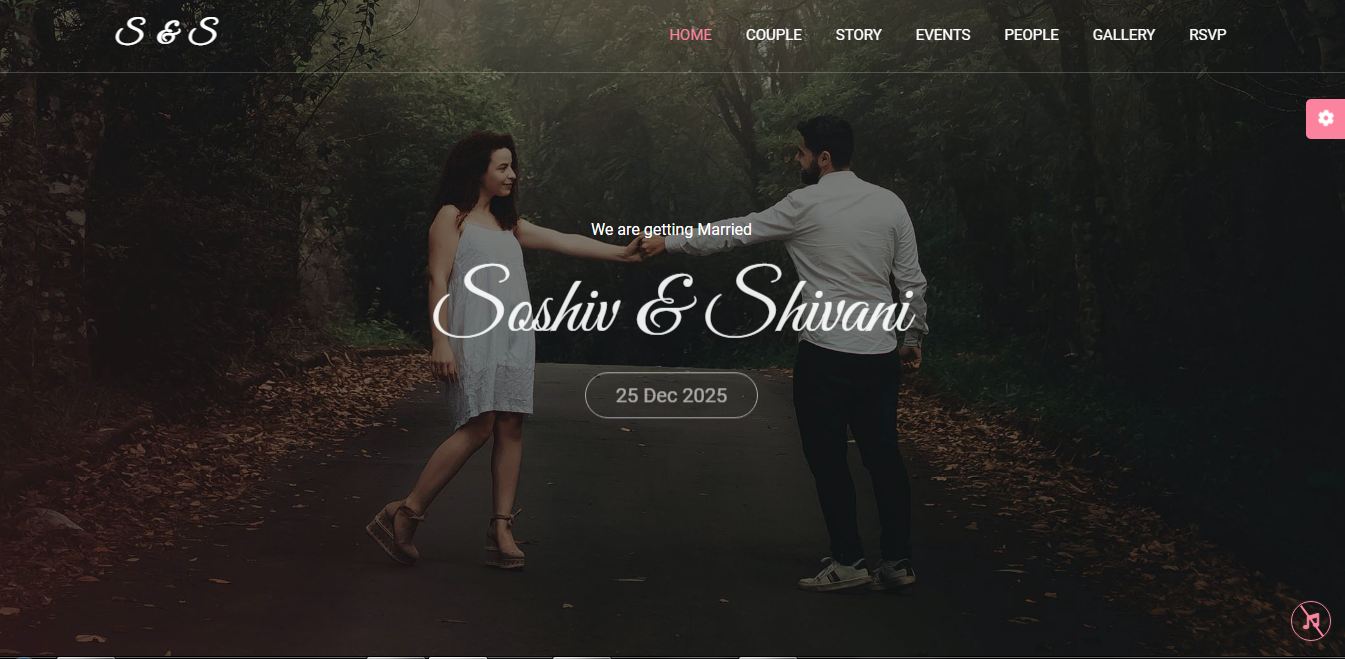 S & S
HOME COUPLE STORY EVENTS PEOPLE GALLERY RSVP
We are getting Married
Soshiv & Shivani
25 Dec 2025